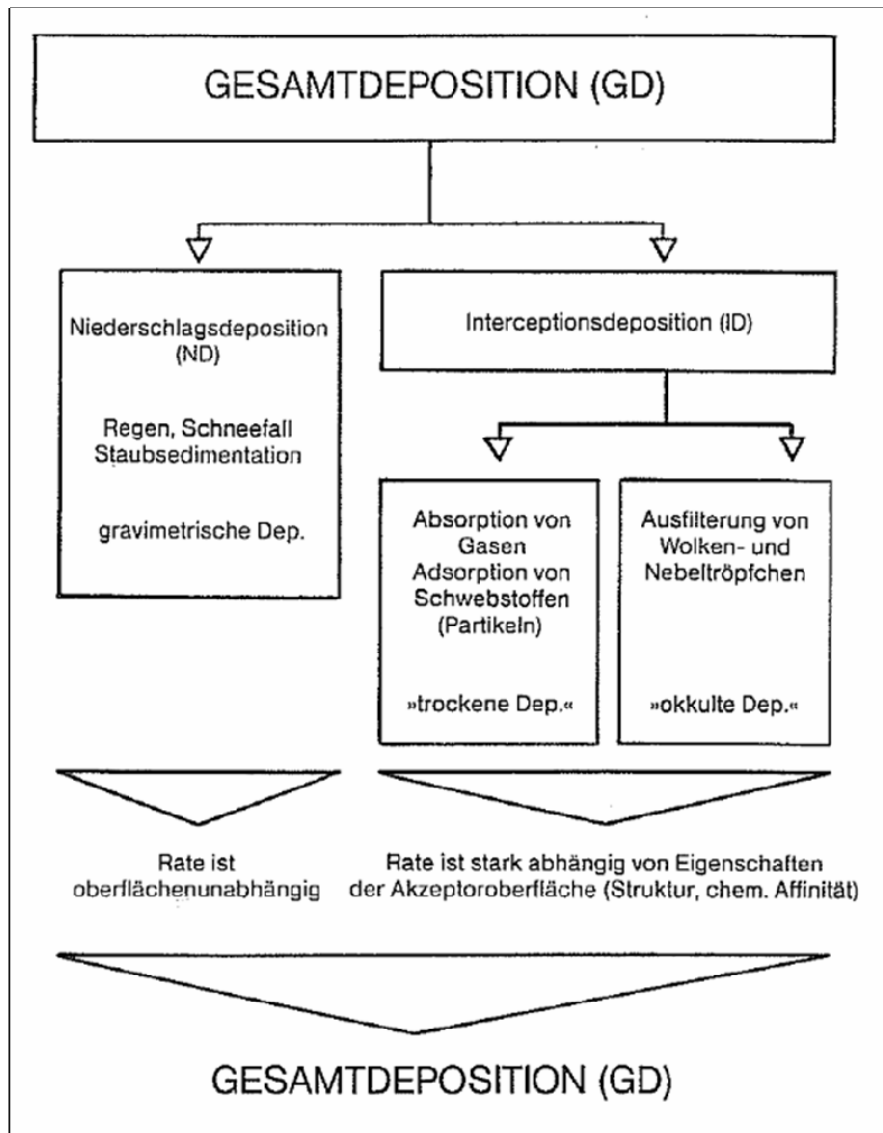 GESAMTDEPOSITION (GD)
Niederschlagsdeposition
(ND)
Regen, Schneefall
Staubsedimentation
gravimetrische Dep.
Interceptionsdeposition (ID)
Absorption von
Gasen
Adsorption von
Schwebstoffen
(Partikeln)
»trockene Dep.«
Ausfilterung von
Wolken- und
Nebeltröpfchen
»okkulte Dep.«
Rate ist
oberflächenunabhängig
Rate ist stark abhängig von Eigenschaften
der Akzeptoroberfläche (Struktur, chem. Affinität)
GESAMTDEPOSITION (GD)